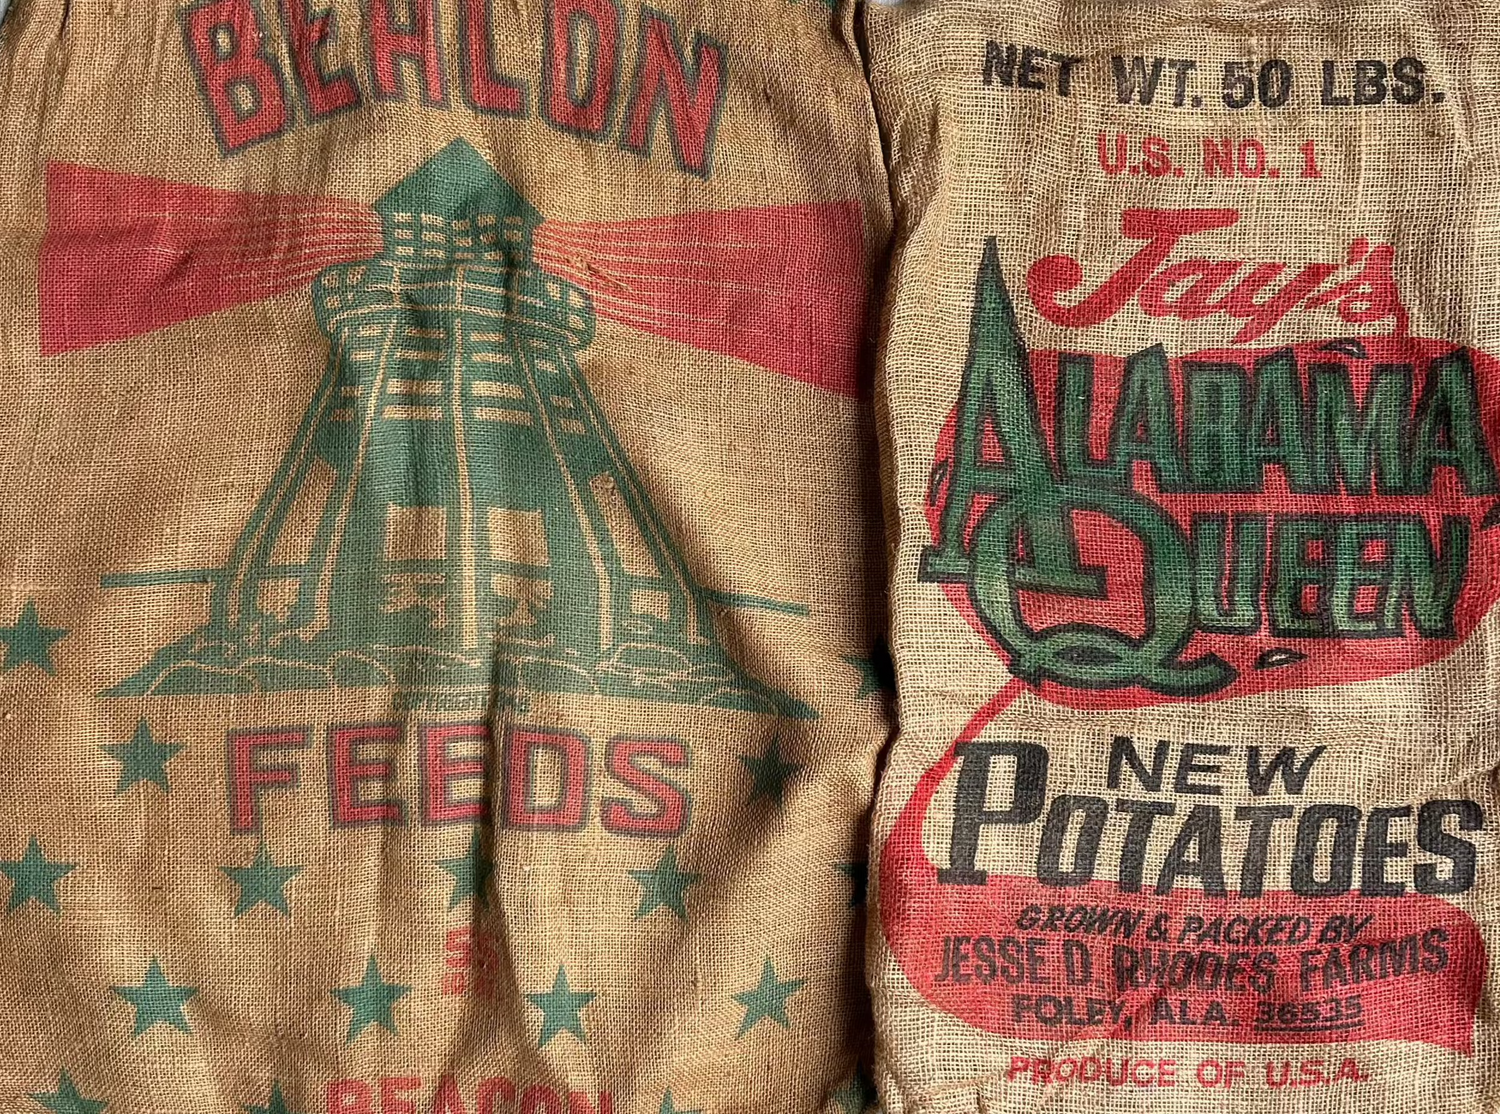 BEACON
FEEDS
BEACON
NET WT. 50 LBS.
U.S. NO. 1
Jay's
ALABAMA
QUEEN
NEW
POTATOES
GROWN & PACKED BY
JESSE D. RHODES FARMS
FOLEY, ALA. 36535
PRODUCE OF U.S.A.